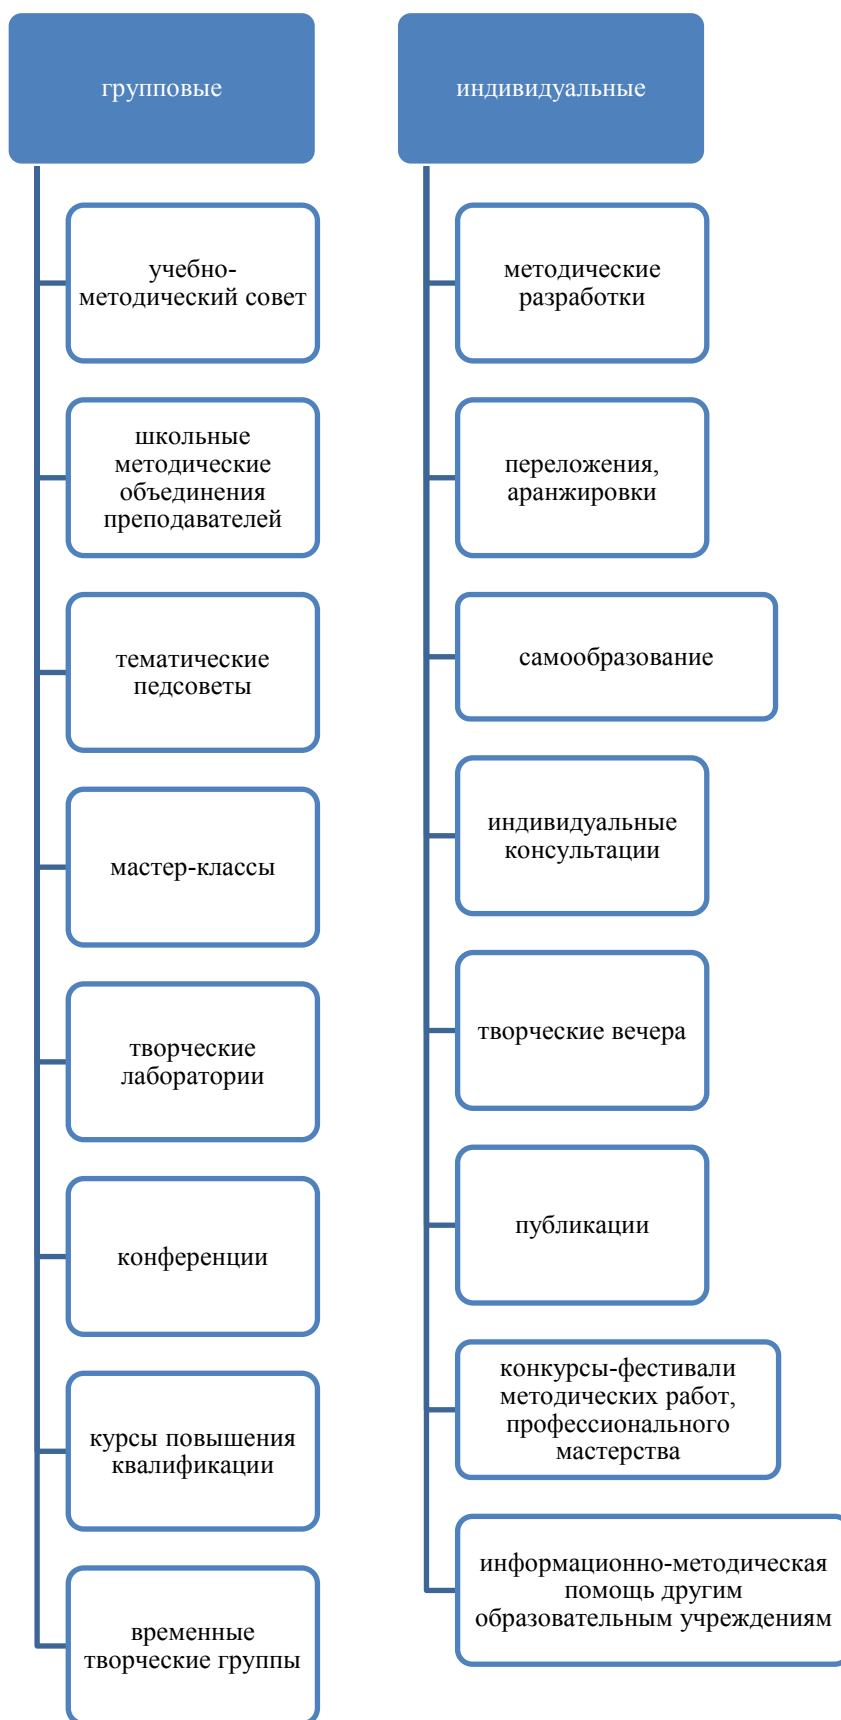 групповые
учебно-
методический совет
школьные
методические
объединения
преподавателей
тематические
педсоветы
мастер-классы
творческие
лаборатории
конференции
курсы повышения
квалификации
временные
творческие группы
индивидуальные
методические
разработки
переложения,
аранжировки
самообразование
индивидуальные
консультации
творческие вечера
публикации
конкурсы-фестивали
методических работ,
профессионального
мастерства
информационно-методическая
помощь другим
образовательным учреждениям